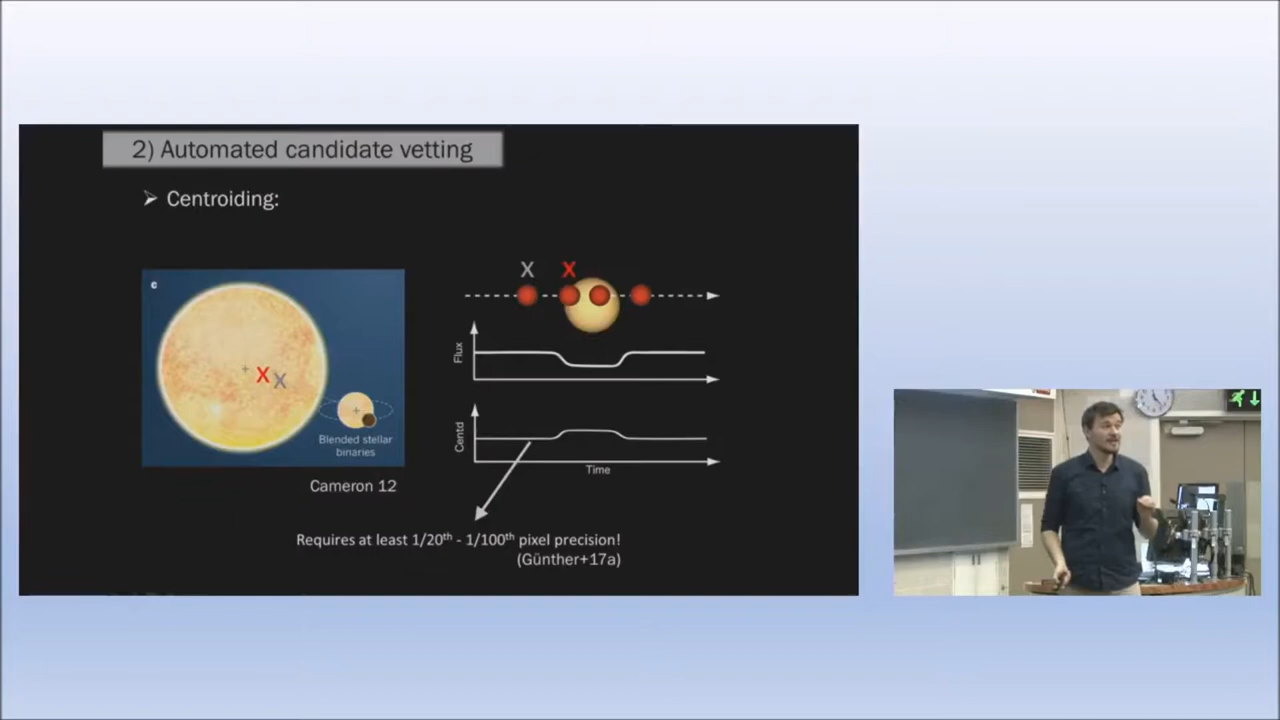 2) Automated candidate vetting
➢ Centroiding:
c
X X
X X
Blended stellar
binaries
Cameron 12
Flux
Centd
Time
Requires at least 1/20th - 1/100th pixel precision!
(Günther+17a)